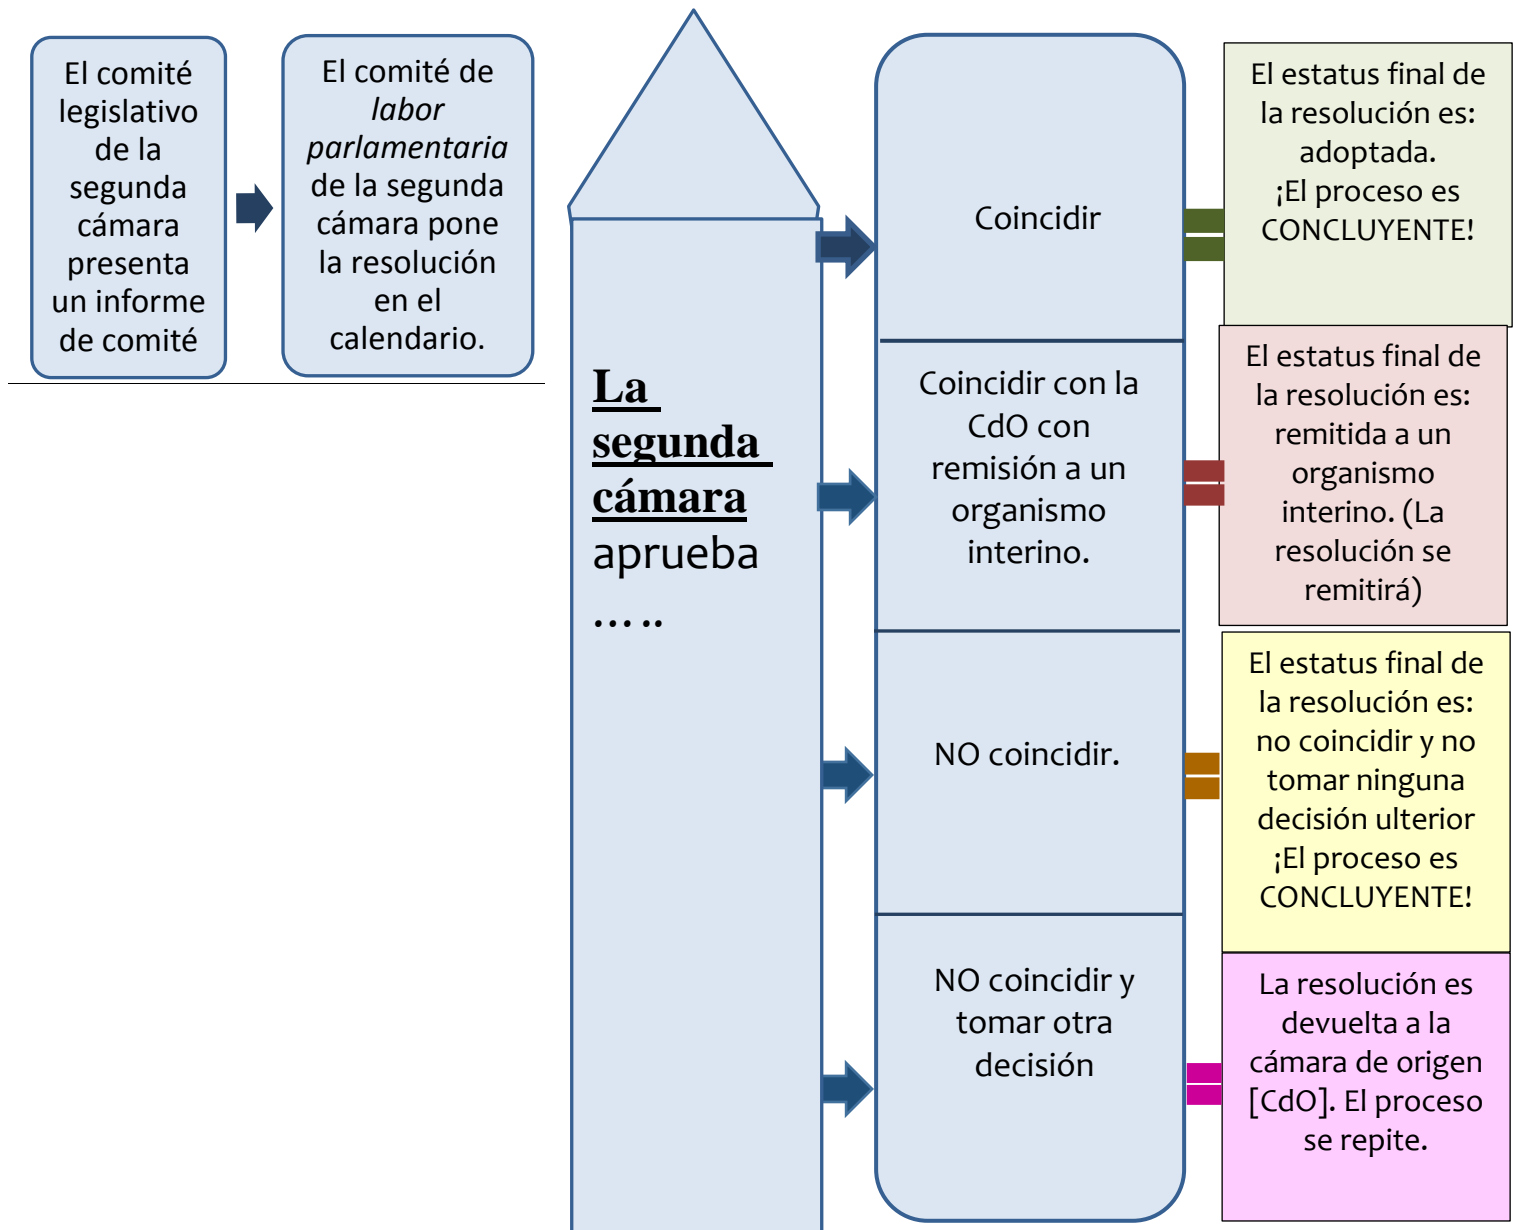 El comité
legislativo
de la
segunda
cámara
presenta
un informe
de comité
El comité de
labor
parlamentaria
de la segunda
cámara pone
la resolución
en el
calendario.
La
segunda
cámara
aprueba
…..
Coincidir
Coincidir con la
CdO con
remisión a un
organismo
interino.
NO coincidir.
NO coincidir y
tomar otra
decisión
El estatus final de
la resolución es:
adoptada.
¡El proceso es
CONCLUYENTE!
El estatus final de
la resolución es:
remitida a un
organismo
interino. (La
resolución se
remitirá)
El estatus final de
la resolución es:
no coincidir y no
tomar ninguna
decisión ulterior
¡El proceso es
CONCLUYENTE!
La resolución es
devuelta a la
cámara de origen
[CdO]. El proceso
se repite.